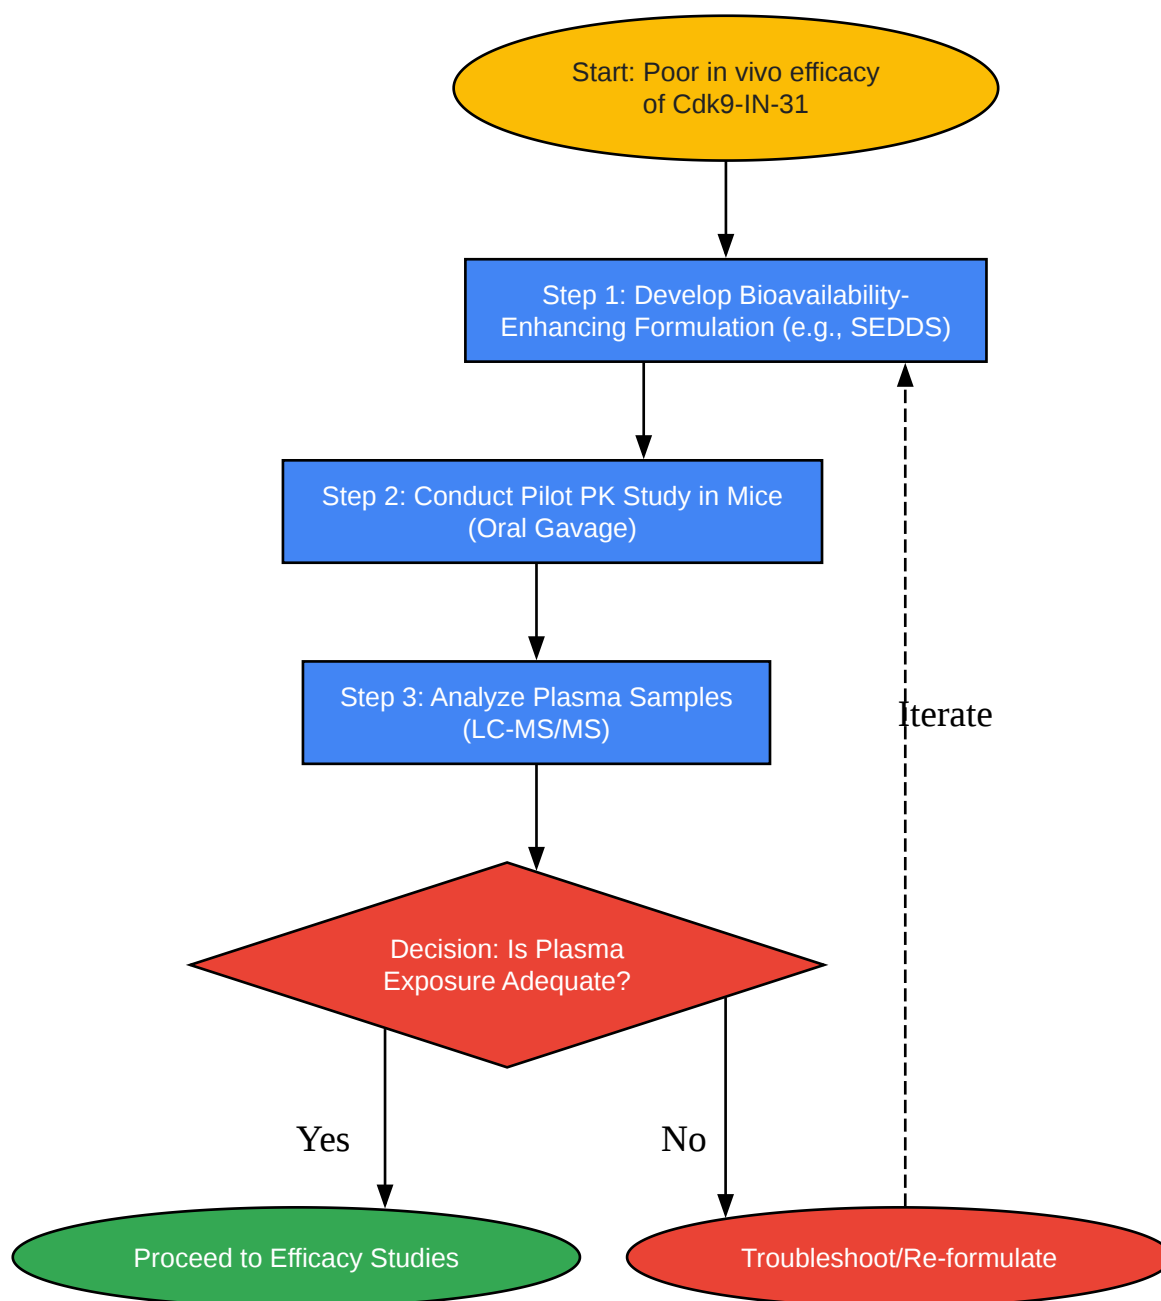 Start: Poor in vivo efficacy
of Cdk9-IN-31
Step 1: Develop Bioavailability-
Enhancing Formulation (e.g., SEDDS)
Step 2: Conduct Pilot PK Study in Mice
(Oral Gavage)
Step 3: Analyze Plasma Samples
(LC-MS/MS)
Iterate
Decision: Is Plasma
Exposure Adequate?
Yes
No
Proceed to Efficacy Studies
Troubleshoot/Re-formulate